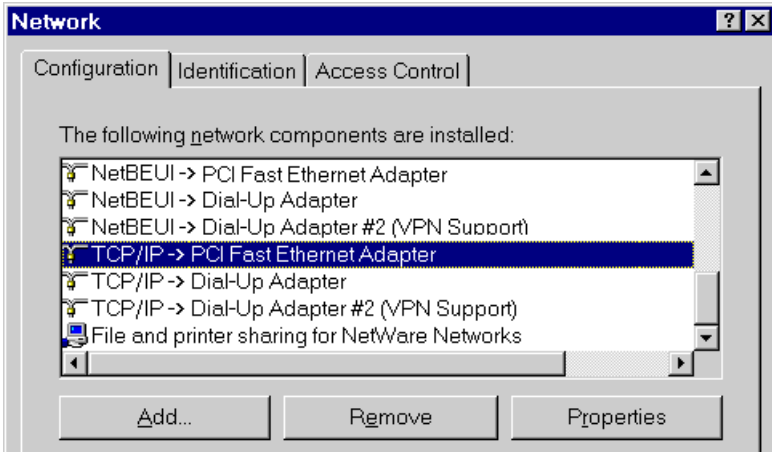 Network
Configuration Identification Access Control
The following network components are installed:
NetBEUI -> PCI Fast Ethernet Adapter
NetBEUI -> Dial-Up Adapter
NetBEUI -> Dial-Up Adapter #2 (VPN Support)
TCP/IP -> PCI Fast Ethernet Adapter
TCP/IP -> Dial-Up Adapter
TCP/IP -> Dial-Up Adapter #2 (VPN Support)
File and printer sharing for NetWare Networks
Add... Remove Properties